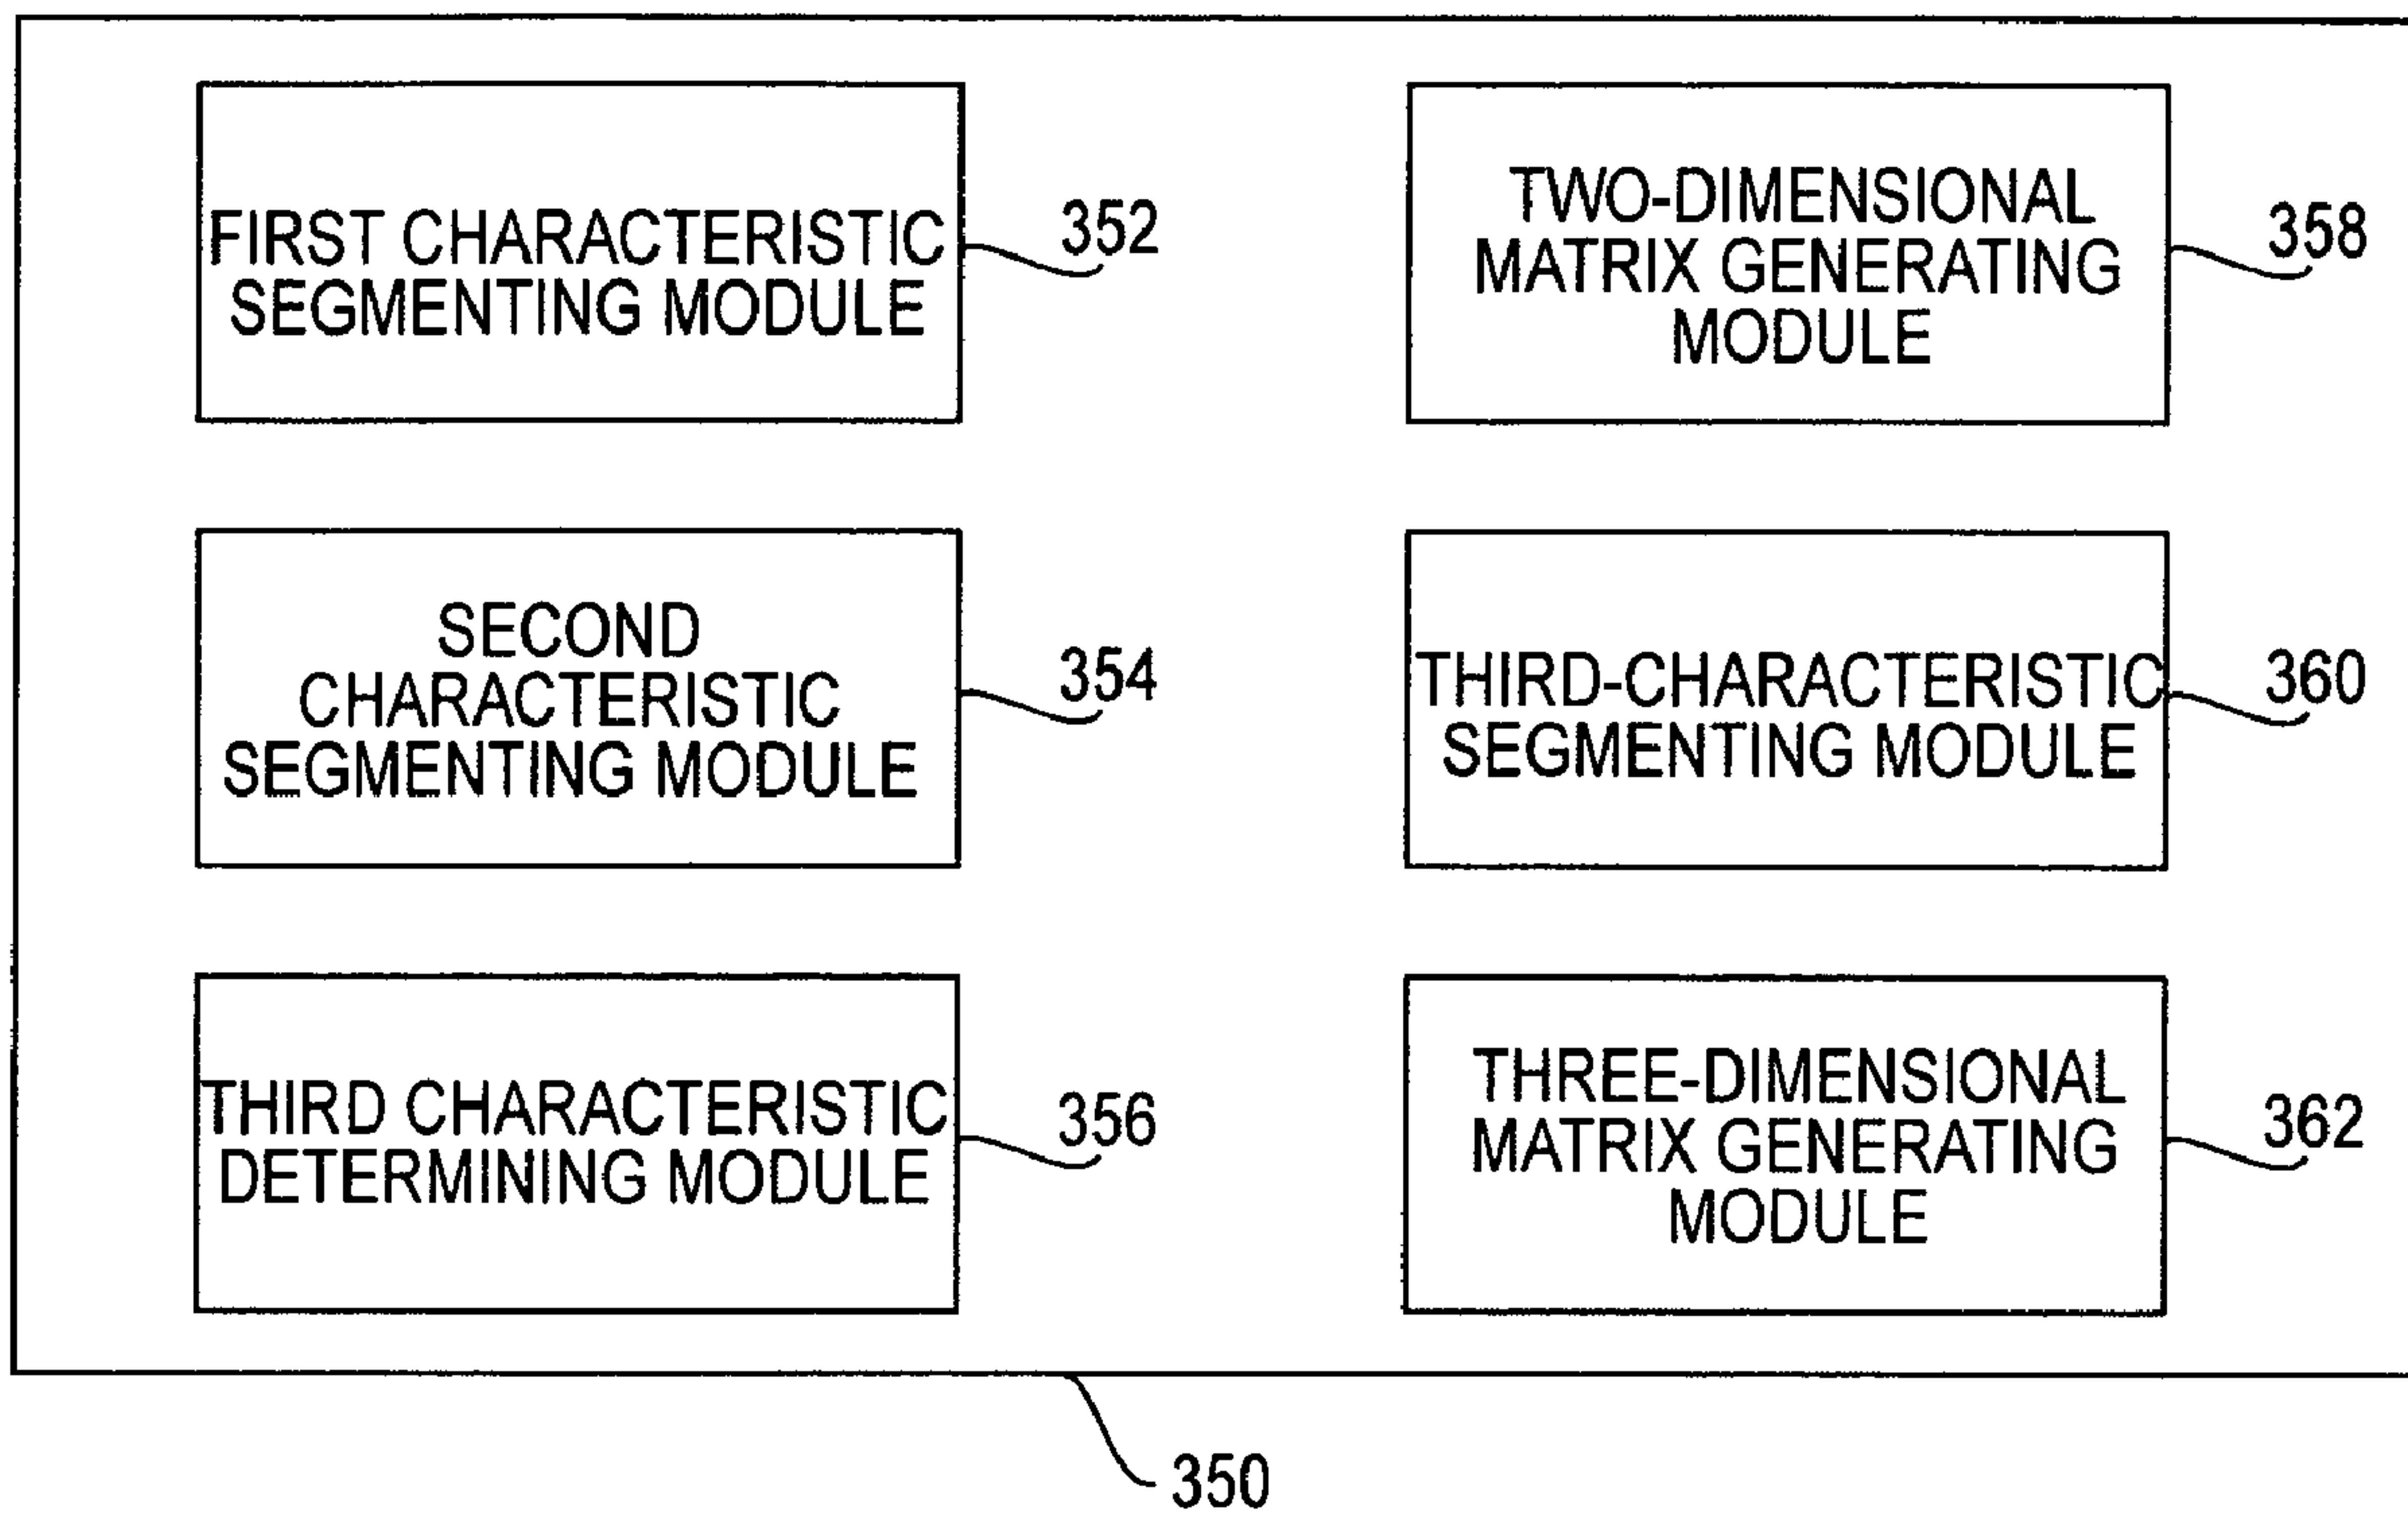 FIRST CHARACTERISTIC
SEGMENTING MODULE
352
SECOND
CHARACTERISTIC
SEGMENTING MODULE
354
THIRD CHARACTERISTIC
DETERMINING MODULE
356
TWO-DIMENSIONAL
MATRIX GENERATING
MODULE
358
THIRD-CHARACTERISTIC
SEGMENTING MODULE
360
THREE-DIMENSIONAL
MATRIX GENERATING
MODULE
362
350